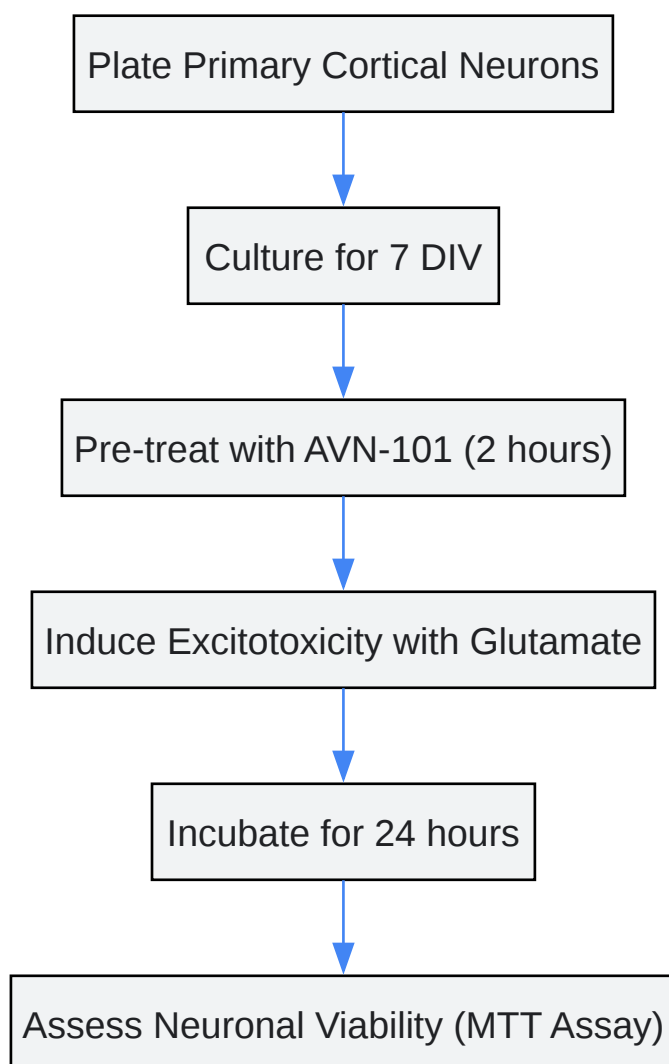 Plate Primary Cortical Neurons
Culture for 7 DIV
Pre-treat with AVN-101 (2 hours)
Induce Excitotoxicity with Glutamate
Incubate for 24 hours
Assess Neuronal Viability (MTT Assay)